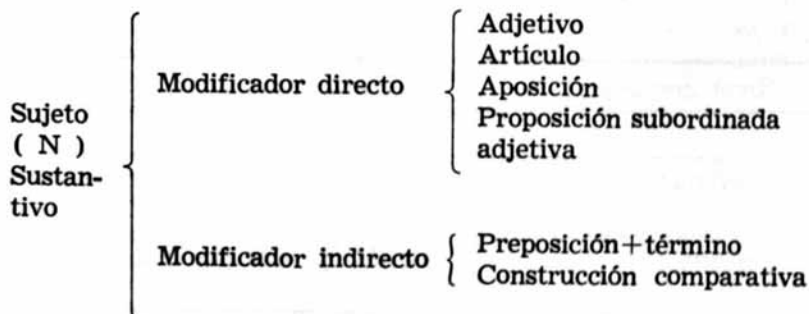 Sujeto
( N )
Sustan-
tivo
Modificador directo
Adjetivo
Artículo
Aposición
Proposición subordinada
adjetiva
Modificador indirecto
Preposición+término
Construcción comparativa